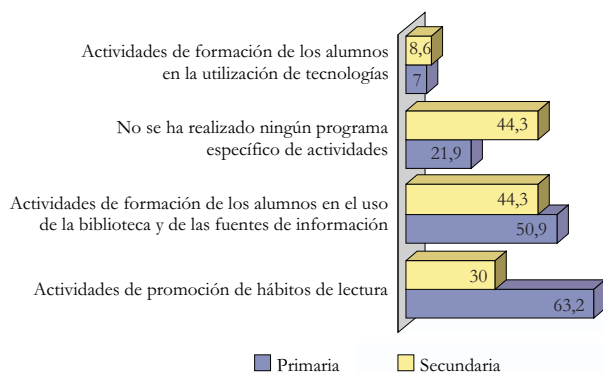 Actividades de formación de los alumnos
en la utilización de tecnologías
8,6
7
No se ha realizado ningún programa
específico de actividades
44,3
21,9
Actividades de formación de los alumnos en el uso
de la biblioteca y de las fuentes de información
44,3
50,9
Actividades de promoción de hábitos de lectura
30
63,2
Primaria
Secundaria